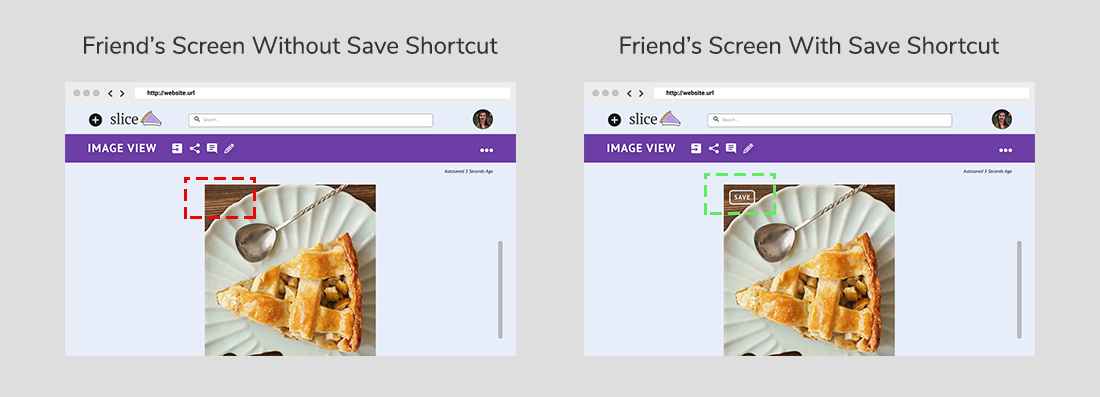 Friend's Screen Without Save Shortcut
http://website.url
slice
Search...
IMAGE VIEW
Autosaved 5 Seconds Ago
Friend's Screen With Save Shortcut
http://website.url
slice
Search...
IMAGE VIEW
Autosaved 5 Seconds Ago
SAVE